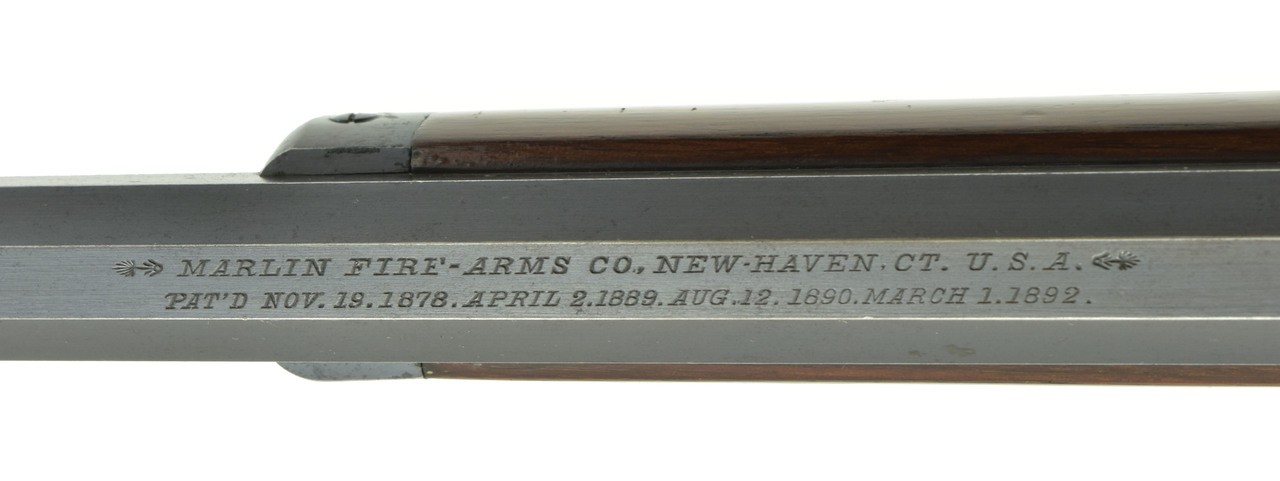 MARLIN FIRE-ARMS CO., NEW-HAVEN. CT. U.S.A.
PAT'D NOV. 19. 1878. APRIL 2. 1889. AUG. 12. 1890. MARCH 1. 1892.